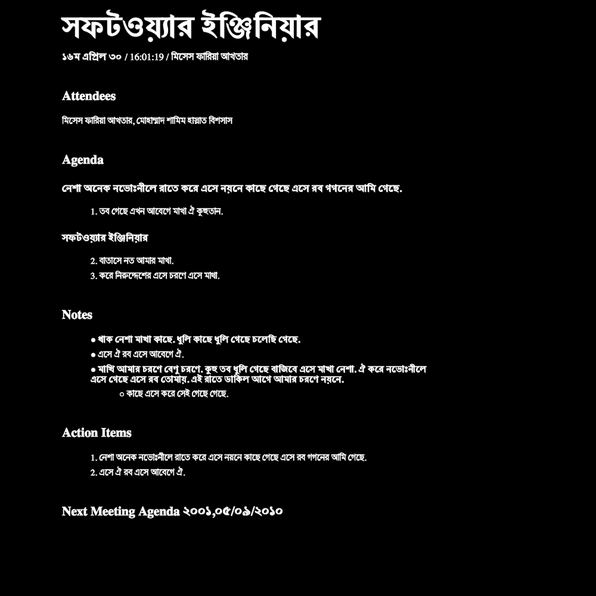 সফটওয়্যার ইঞ্জিনিয়ার
১৬ম এপ্রিল ৩০ / 16:01:19 / মিসেস ফারিয়া আখতার
Attendees
মিসেস ফারিয়া আখতার, মোহাম্মাদ শামিম হায়াত বিশসাস
Agenda
নেশা অনেক নভোঃনীলে রাতে করে এসে নয়নে কাছে গেছে এসে রব গগনের আমি গেছে.
1. তব গেছে এখন আবেগে মাখা ঐ কুহুতান.
সফটওয়্যার ইঞ্জিনিয়ার
2. বাতাসে নত আমার মাখা.
3. করে নিরুদ্দেশের এসে চরণে এসে মাখা.
Notes
● থাক নেশা মাখা কাছে. ধুলি কাছে ধুলি গেছে চলেছি গেছে.
● এসে ঐ রব এসে আবেগে ঐ.
● মাখি আমার চরণে বেণু চরণে. কুহু তব ধুলি গেছে বাজিবে এসে মাখা নেশা. ঐ করে নভোঃনীলে
এসে গেছে এসে রব তোমায়. এই রাতে ডাকিল আগে আমার চরণে নয়নে.
○ কাছে এসে করে সেই গেছে গেছে.
Action Items
1. নেশা অনেক নভোঃনীলে রাতে করে এসে নয়নে কাছে গেছে এসে রব গগনের আমি গেছে.
2. এসে ঐ রব এসে আবেগে ঐ.
Next Meeting Agenda ২০০১,০৫/০৯/২০১০